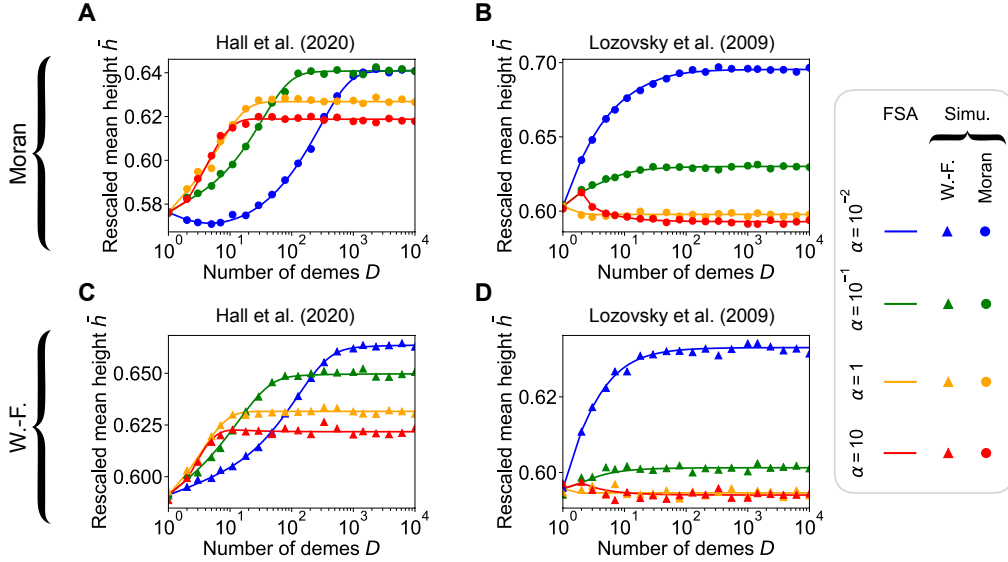 A
Hall et al. (2020)
Rescaled mean height h̄
0.64
0.62
0.60
0.58
10^0
10^1
10^2
10^3
10^4
Number of demes D
B
Lozovsky et al. (2009)
Rescaled mean height h̄
0.70
0.65
0.60
10^0
10^1
10^2
10^3
10^4
Number of demes D
Moran
C
Hall et al. (2020)
Rescaled mean height h̄
0.650
0.625
0.600
10^0
10^1
10^2
10^3
10^4
Number of demes D
D
Lozovsky et al. (2009)
Rescaled mean height h̄
0.62
0.60
10^0
10^1
10^2
10^3
10^4
Number of demes D
W.-F.
FSA
Simu.
W.-F.
Moran
α = 10^-2
α = 10^-1
α = 1
α = 10